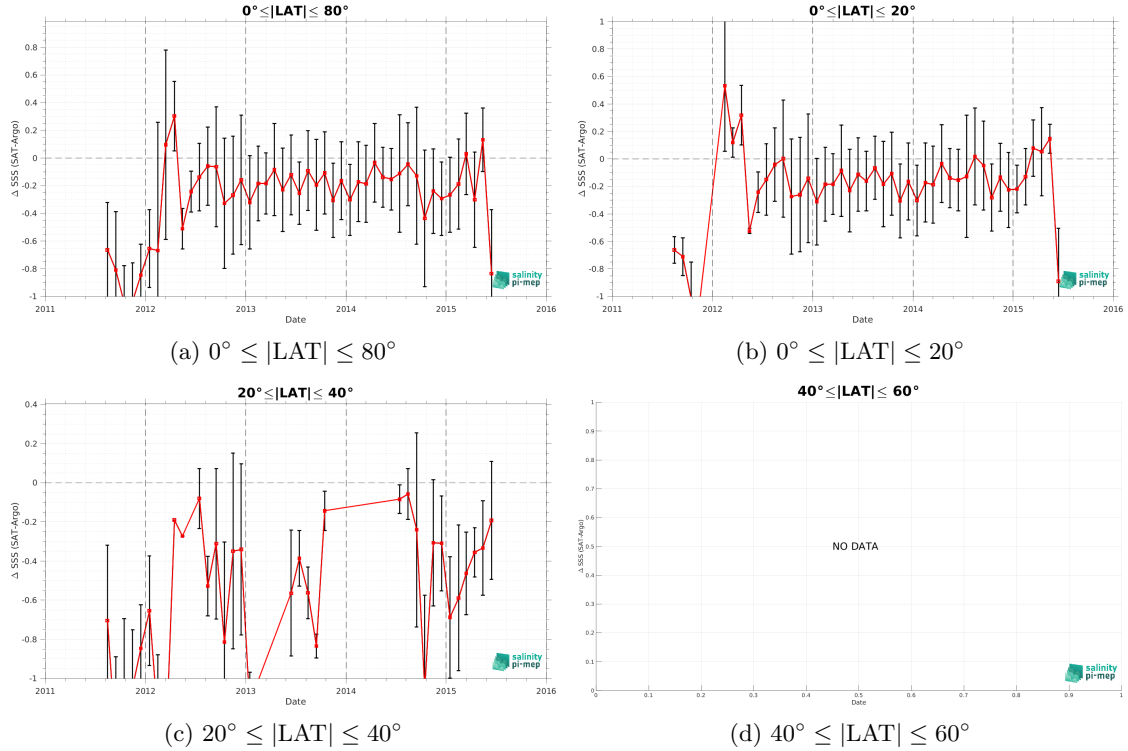 0°≤|LAT|≤ 80°
Δ SSS (SAT-Argo)
0.8
0.6
0.4
0.2
0
-0.2
-0.4
-0.6
-0.8
-1
2011
2012
2013
2014
2015
2016
Date
salinity
pi-mep
(a) 0° ≤ |LAT| ≤ 80°
0°≤|LAT|≤ 20°
Δ SSS (SAT-Argo)
1
0.8
0.6
0.4
0.2
0
-0.2
-0.4
-0.6
-0.8
-1
2011
2012
2013
2014
2015
2016
Date
salinity
pi-mep
(b) 0° ≤ |LAT| ≤ 20°
20°≤|LAT|≤ 40°
Δ SSS (SAT-Argo)
0.4
0.2
0
-0.2
-0.4
-0.6
-0.8
-1
2011
2012
2013
2014
2015
2016
Date
salinity
pi-mep
(c) 20° ≤ |LAT| ≤ 40°
40°≤|LAT|≤ 60°
Δ SSS (SAT-Argo)
1
0.9
0.8
0.7
0.6
0.5
0.4
0.3
0.2
0.1
0
NO DATA
0
0.1
0.2
0.3
0.4
0.5
0.6
0.7
0.8
0.9
1
Date
salinity
pi-mep
(d) 40° ≤ |LAT| ≤ 60°